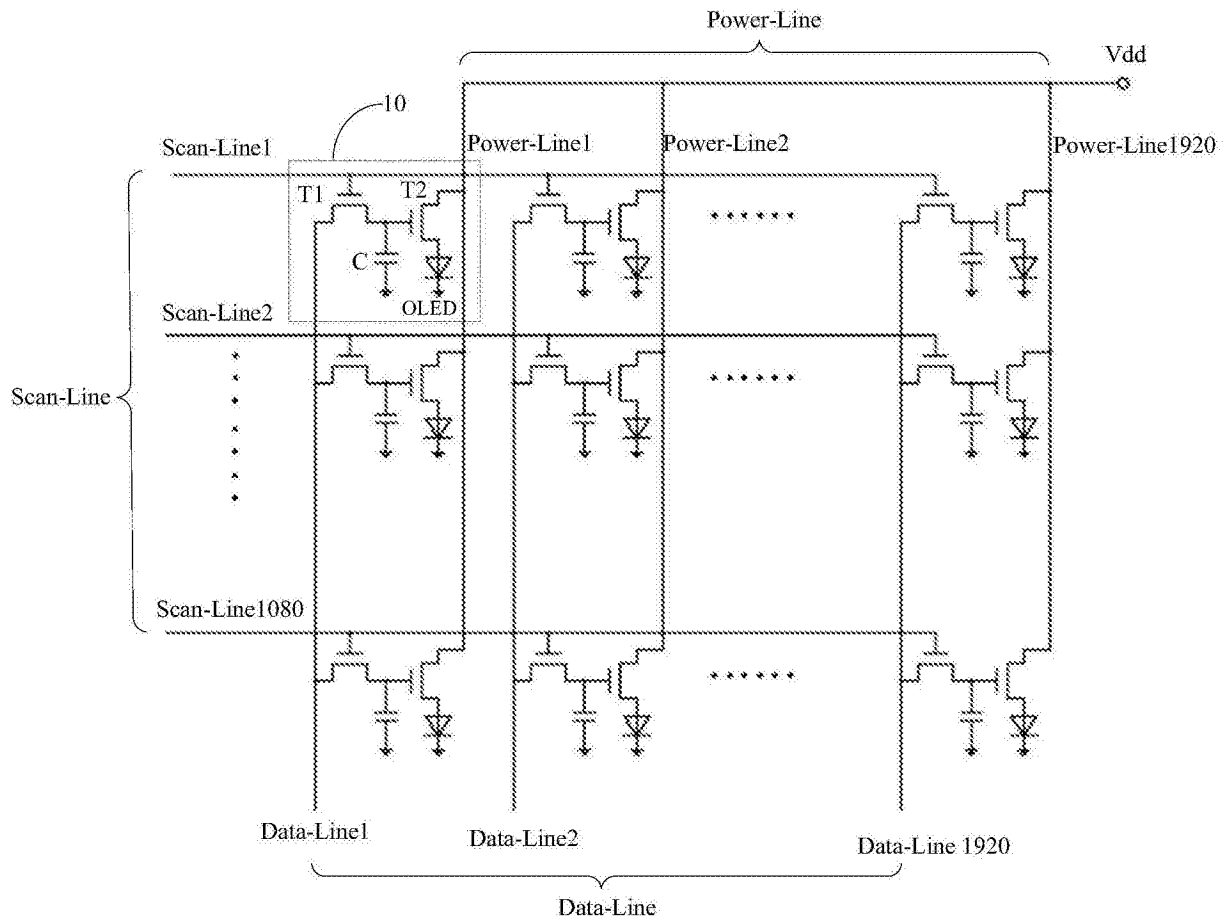 Power-Line
Vdd
10
Scan-Line1
Power-Line1
Power-Line2
Power-Line1920
T1
T2
C
OLED
Scan-Line2
Scan-Line
Scan-Line1080
Data-Line1
Data-Line2
Data-Line 1920
Data-Line